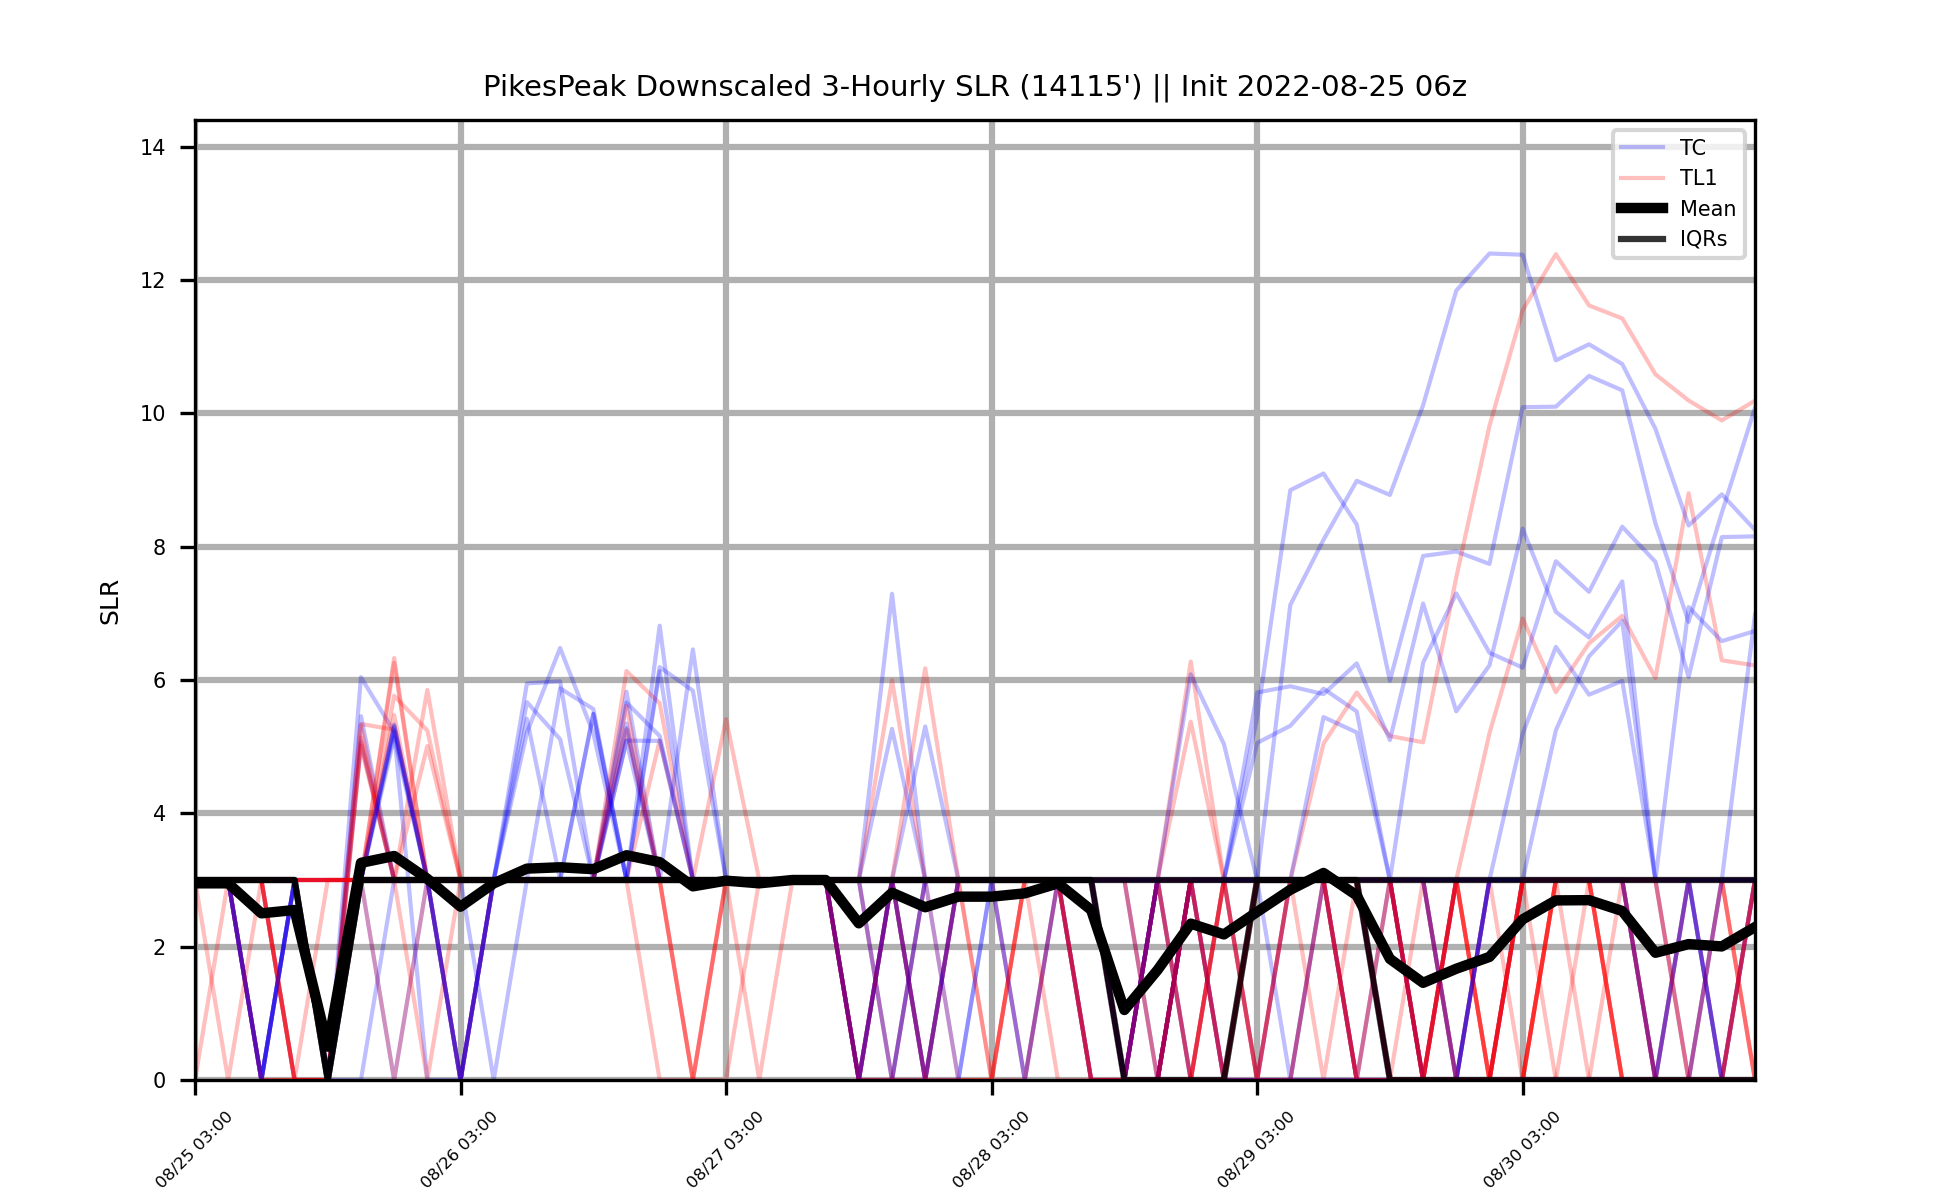 PikesPeak Downscaled 3-Hourly SLR (14115') || Init 2022-08-25 06z
TC
TL1
Mean
IQRs
SLR
14
12
10
8
6
4
2
0
08/25 03:00
08/26 03:00
08/27 03:00
08/28 03:00
08/29 03:00
08/30 03:00